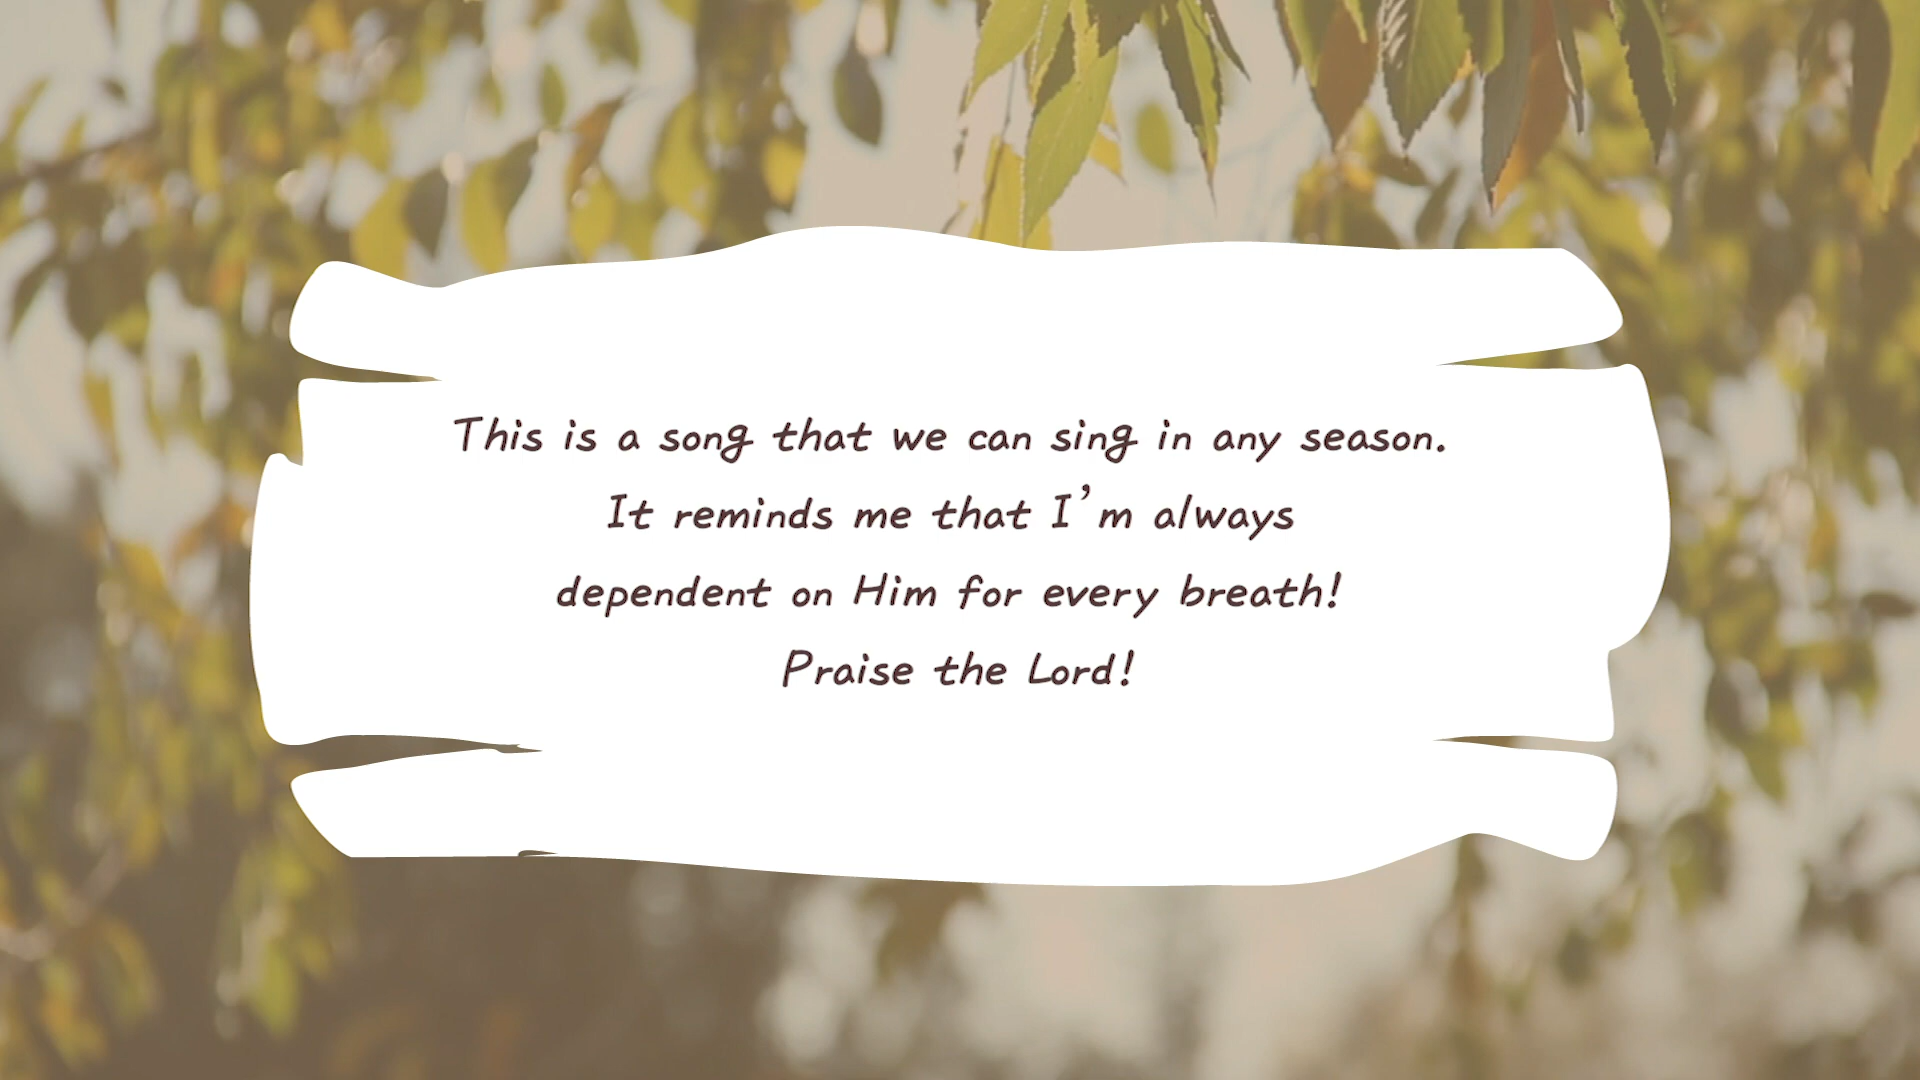 This is a song that we can sing in any season.
It reminds me that I’m always
dependent on Him for every breath!
Praise the Lord!